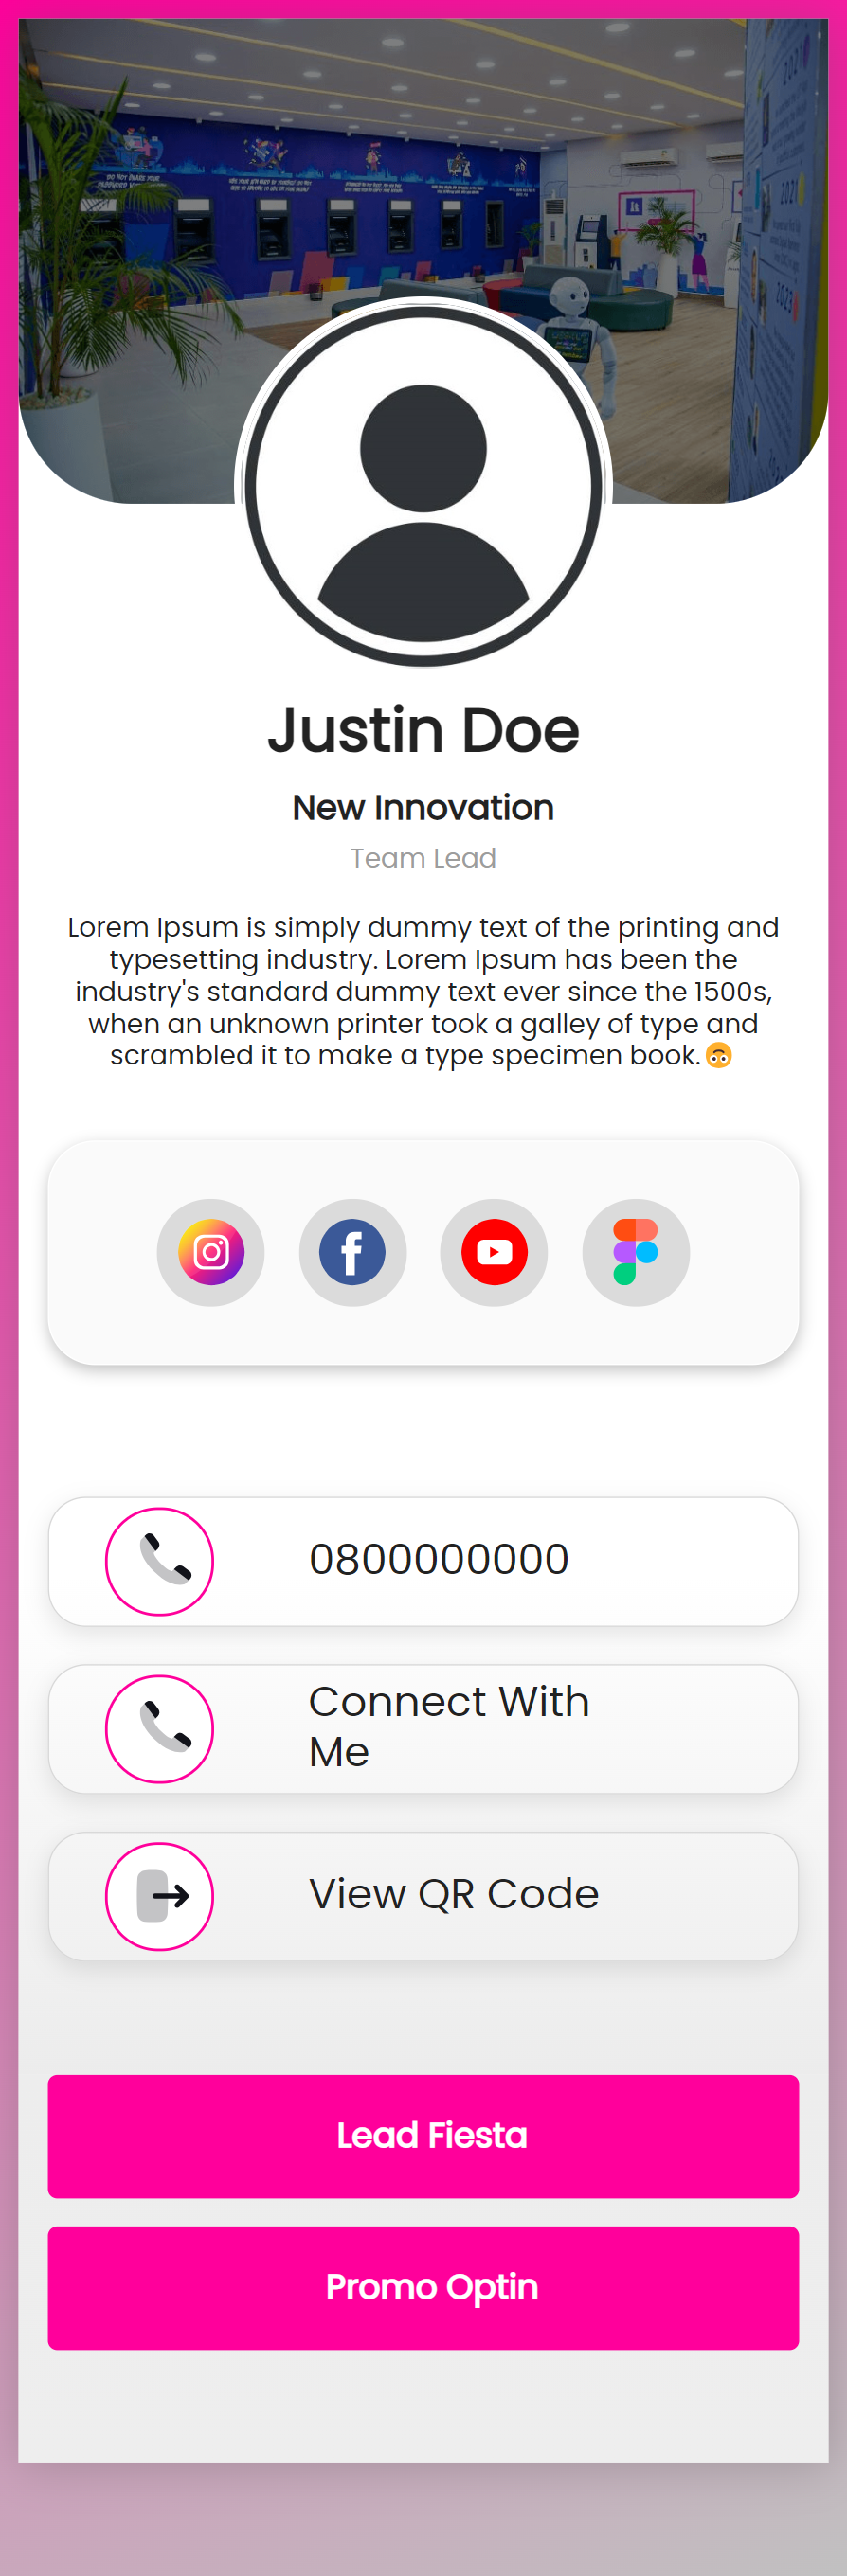 2021
2021
2023
Justin Doe
New Innovation
Team Lead
Lorem Ipsum is simply dummy text of the printing and
typesetting industry. Lorem Ipsum has been the
industry's standard dummy text ever since the 1500s,
when an unknown printer took a galley of type and
scrambled it to make a type specimen book.🙃
0800000000
Connect With
Me
View QR Code
Lead Fiesta
Promo Optin